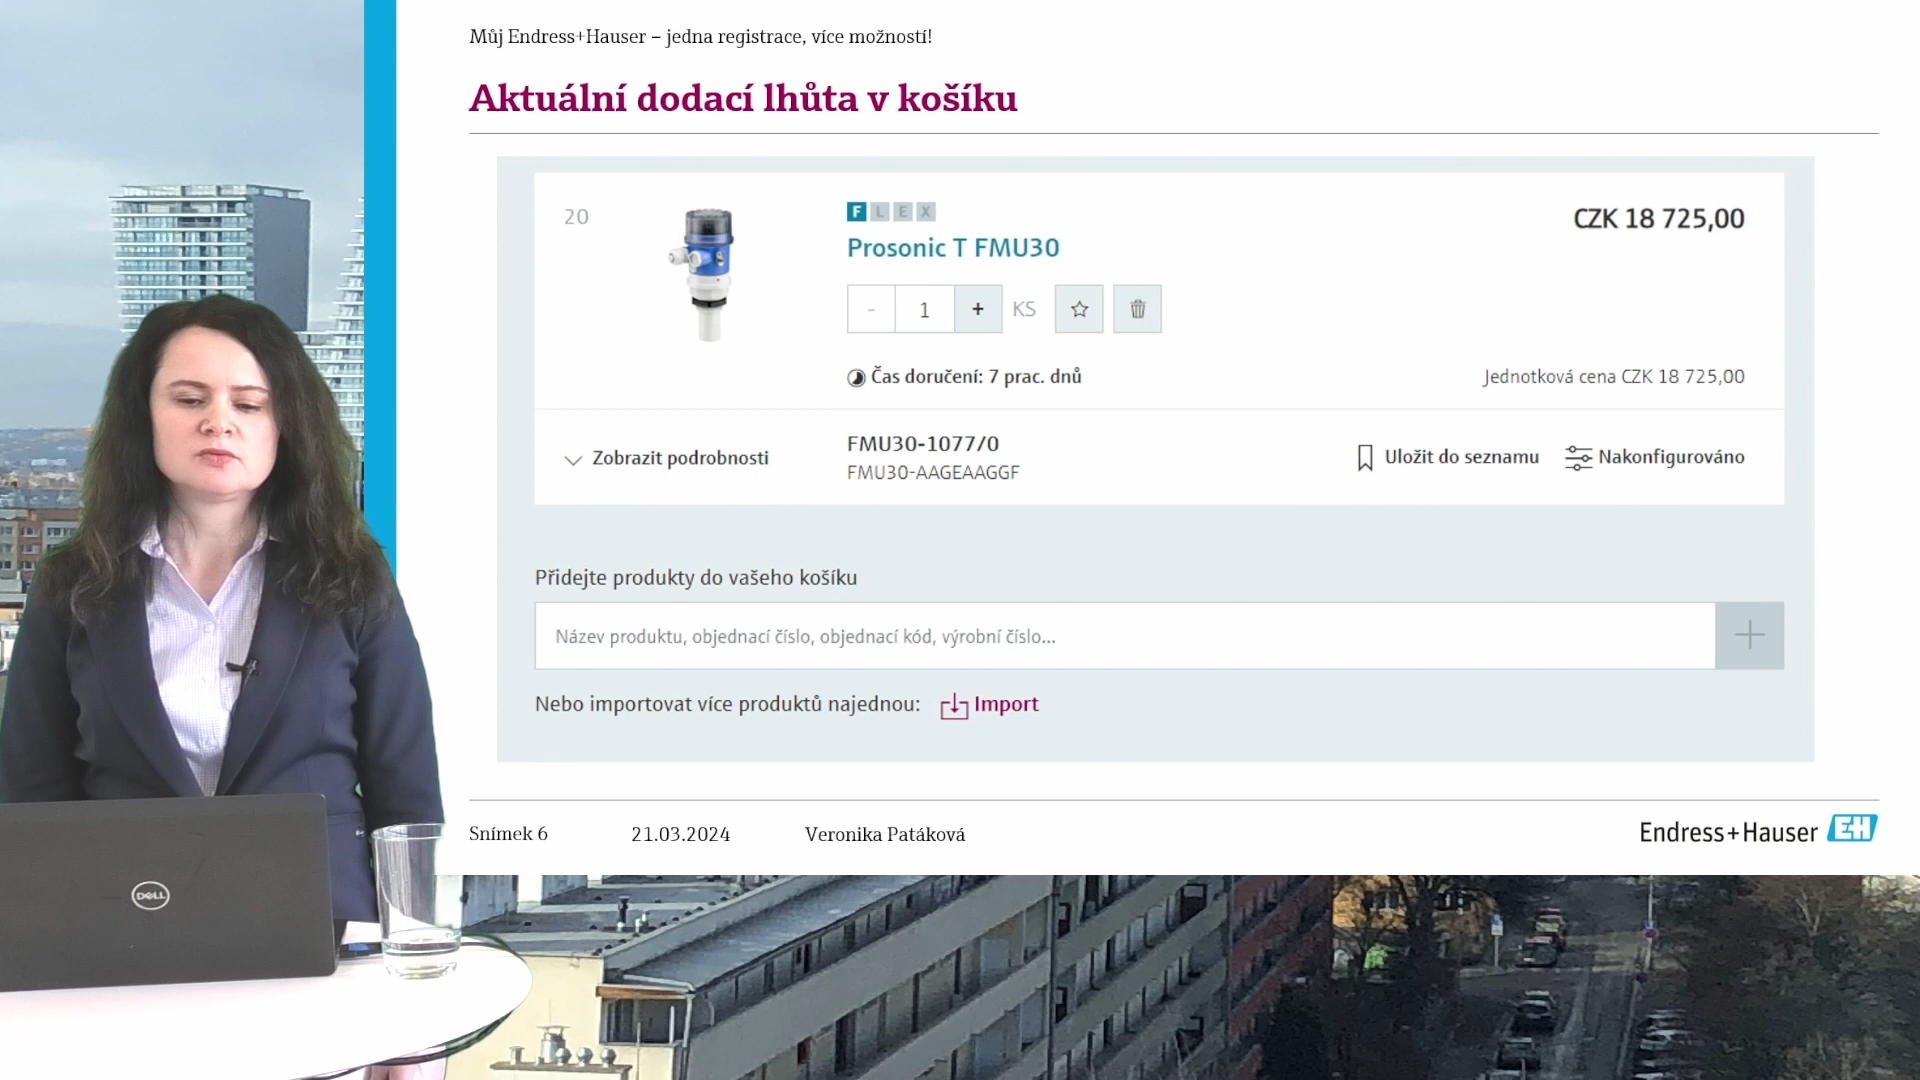 Můj Endress+Hauser – jedna registrace, více možností!
Aktuální dodací lhůta v košíku
20
F L E X
CZK 18 725,00
Prosonic T FMU30
- 1 + KS
Čas doručení: 7 prac. dnů
Jednotková cena CZK 18 725,00
Zobrazit podrobnosti
FMU30-1077/0
FMU30-AAGEAAGGF
Uložit do seznamu
Nakonfigurováno
Přidejte produkty do vašeho košíku
Název produktu, objednací číslo, objednací kód, výrobní číslo...
+
Nebo importovat více produktů najednou: Import
Snímek 6
21.03.2024
Veronika Patáková
Endress+Hauser EH
DELL